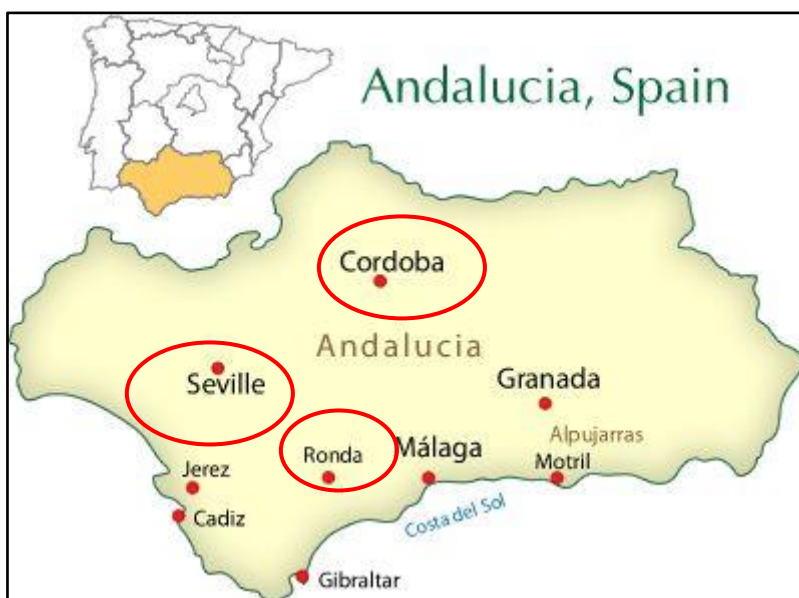 Andalucia, Spain
Cordoba
Andalucia
Seville
Granada
Alpujarras
Ronda
Málaga
Motril
Jerez
Cadiz
Costa del Sol
Gibraltar